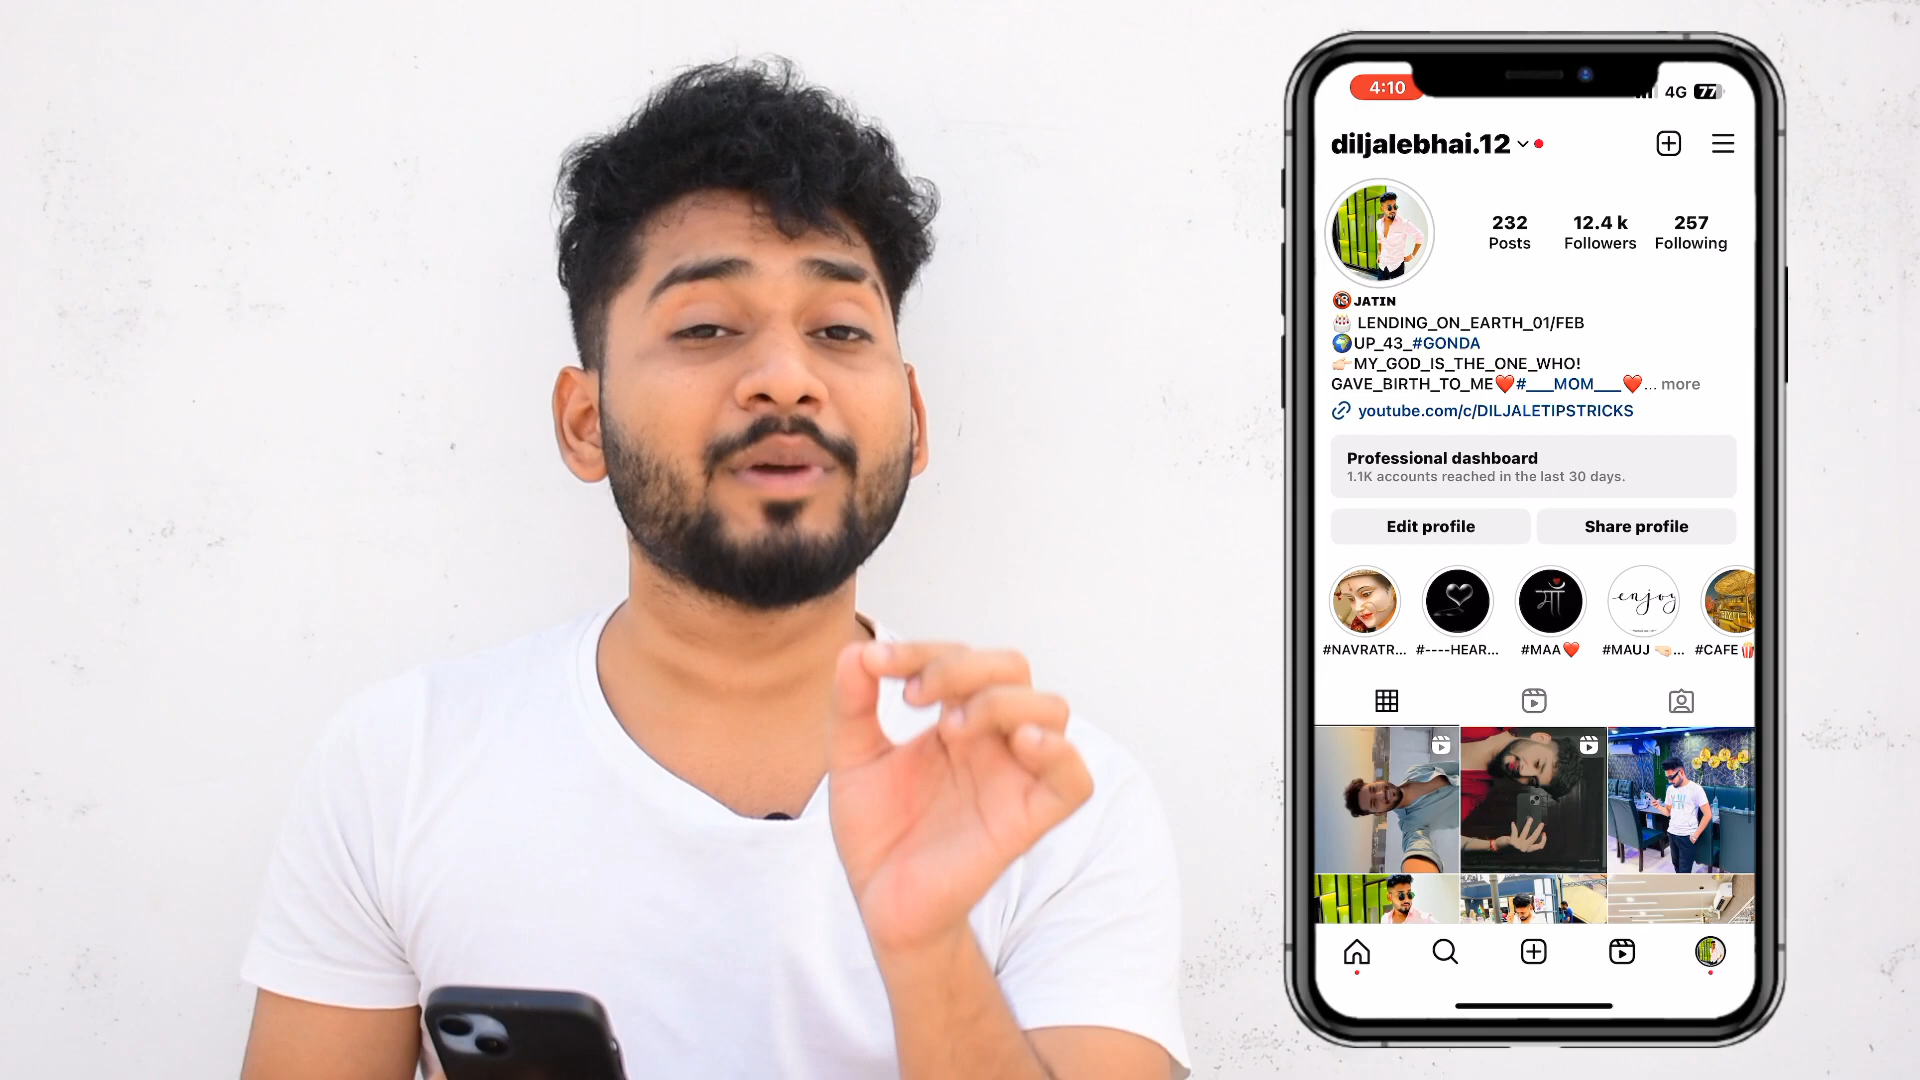 4:10
4G 77
diljalebhai.12
232 12.4 k 257
Posts Followers Following
🔞JATIN
🎂 LENDING_ON_EARTH_01/FEB
🌍UP_43_#GONDA
👉🏻MY_GOD_IS_THE_ONE_WHO!
GAVE_BIRTH_TO_ME❤️#___MOM___❤️... more
youtube.com/c/DILJALETIPSTRICKS
Professional dashboard
1.1K accounts reached in the last 30 days.
Edit profile Share profile
माँ enjoy
#NAVRATR... #----HEAR... #MAA❤️ #MAUJ 🤜🏻... #CAFE🍿